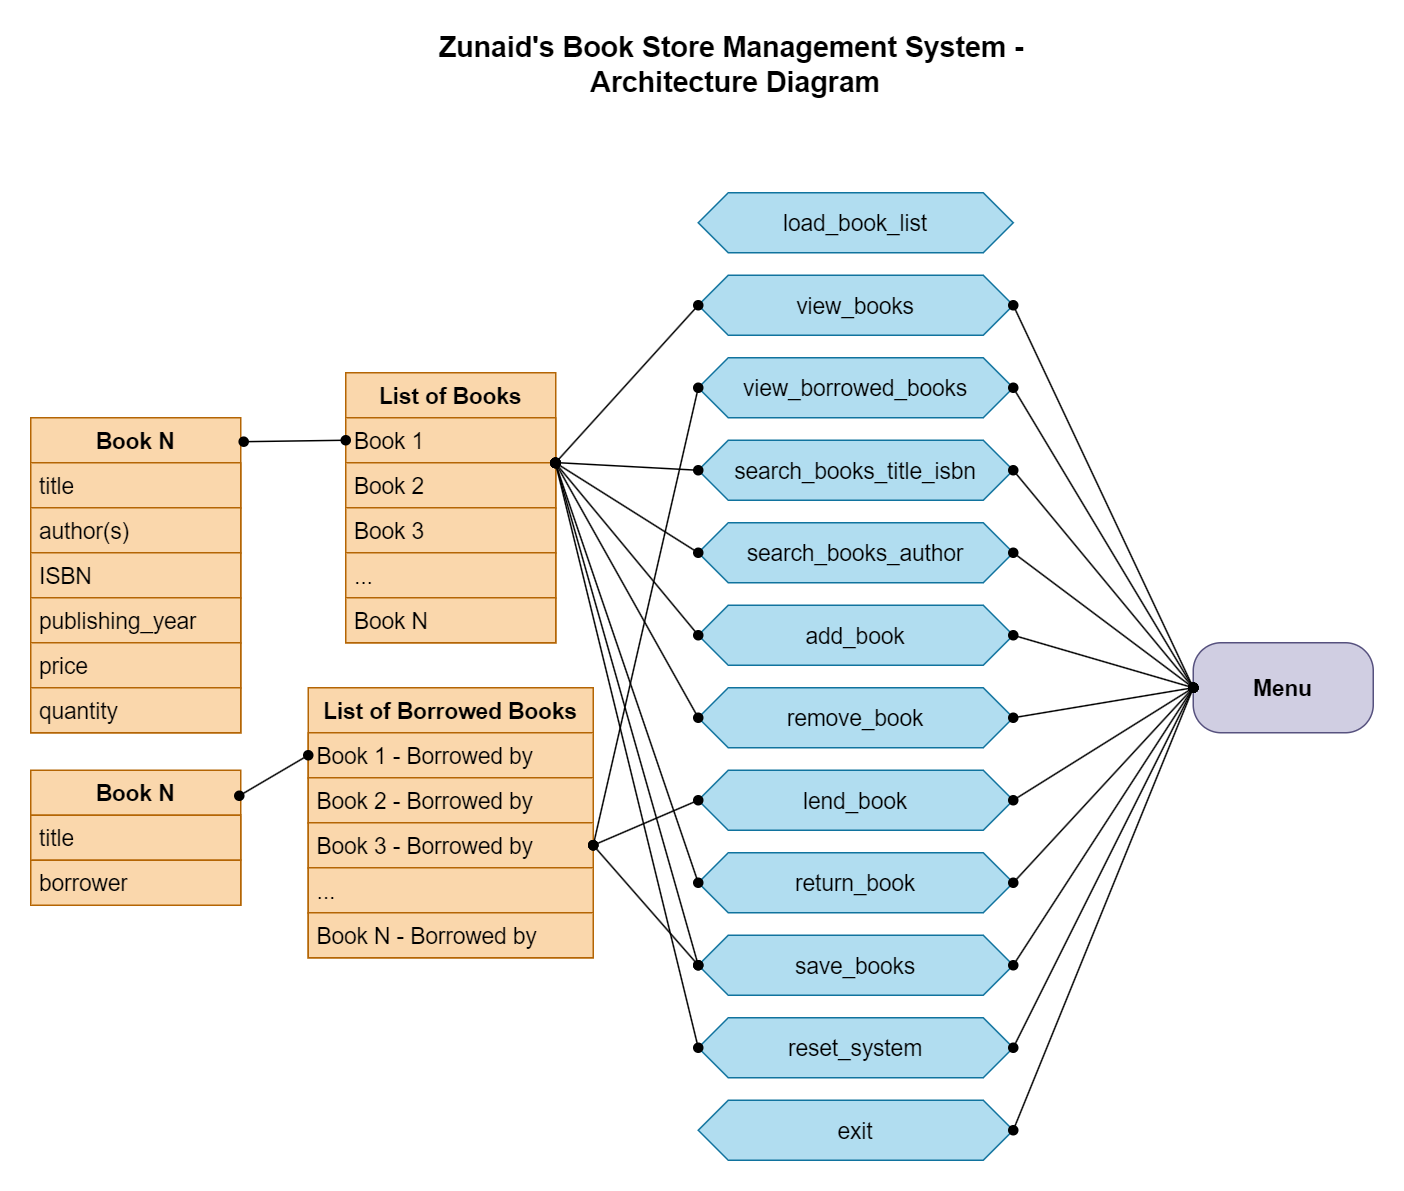 Zunaid's Book Store Management System -
Architecture Diagram
Book N
title
author(s)
ISBN
publishing_year
price
quantity
Book N
title
borrower
List of Books
Book 1
Book 2
Book 3
...
Book N
List of Borrowed Books
Book 1 - Borrowed by
Book 2 - Borrowed by
Book 3 - Borrowed by
...
Book N - Borrowed by
load_book_list
view_books
view_borrowed_books
search_books_title_isbn
search_books_author
add_book
remove_book
lend_book
return_book
save_books
reset_system
exit
Menu